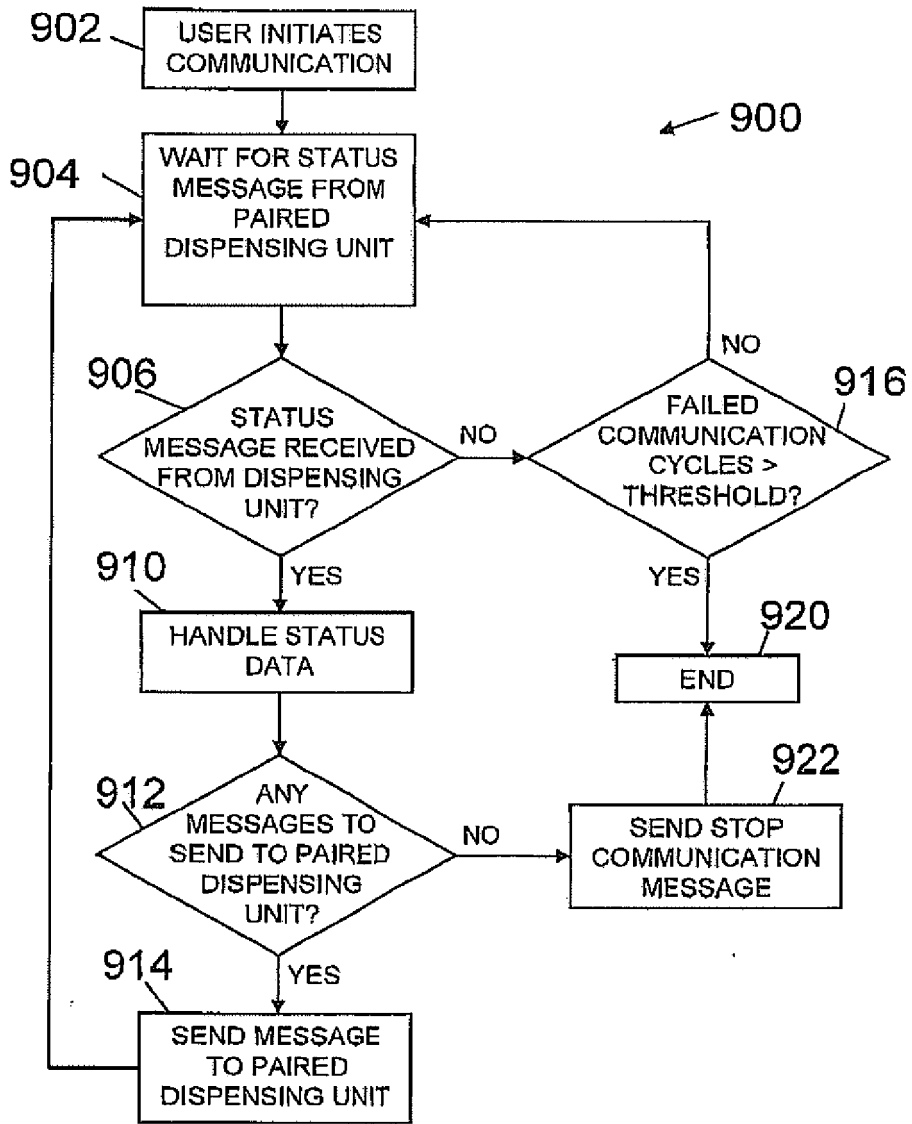 902
USER INITIATES
COMMUNICATION
900
904
WAIT FOR STATUS
MESSAGE FROM
PAIRED
DISPENSING UNIT
906
STATUS
MESSAGE RECEIVED
FROM DISPENSING
UNIT?
NO
NO
916
FAILED
COMMUNICATION
CYCLES >
THRESHOLD?
YES
YES
910
HANDLE STATUS
DATA
920
END
912
ANY
MESSAGES TO
SEND TO PAIRED
DISPENSING
UNIT?
NO
922
SEND STOP
COMMUNICATION
MESSAGE
YES
914
SEND MESSAGE
TO PAIRED
DISPENSING UNIT